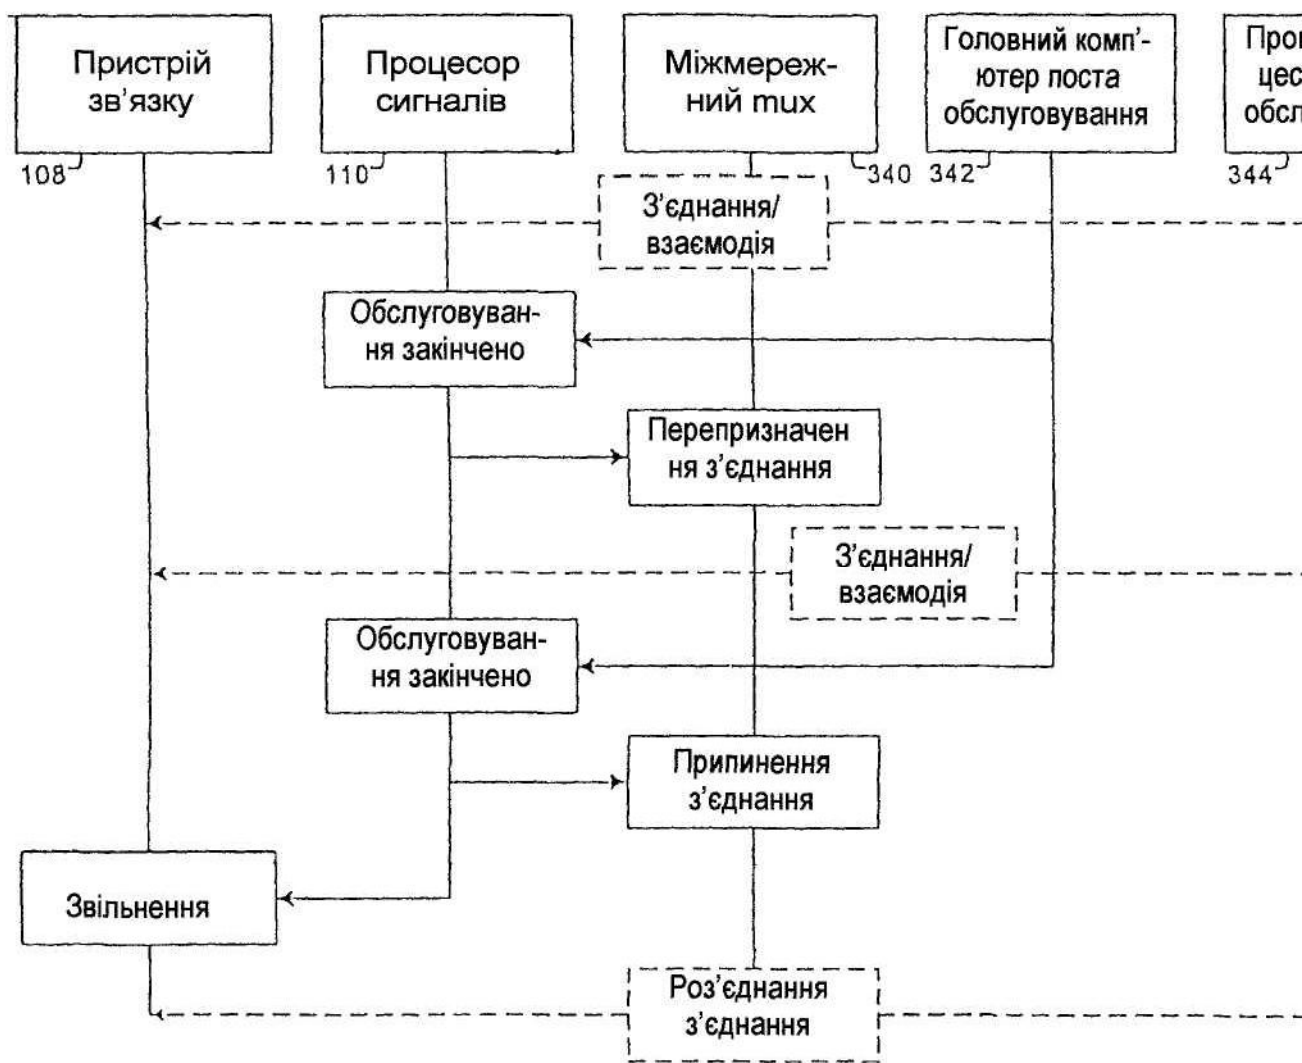 Пристрій
зв'язку
Процесор
сигналів
Міжмереж-
ний mux
Головний комп'-
ютер поста
обслуговування
108
110
340
342
344
З'єднання/
взаємодія
Обслуговуван-
ня закінчено
Перепризначен
ня з'єднання
З'єднання/
взаємодія
Обслуговуван-
ня закінчено
Припинення
з'єднання
Звільнення
Роз'єднання
з'єднання